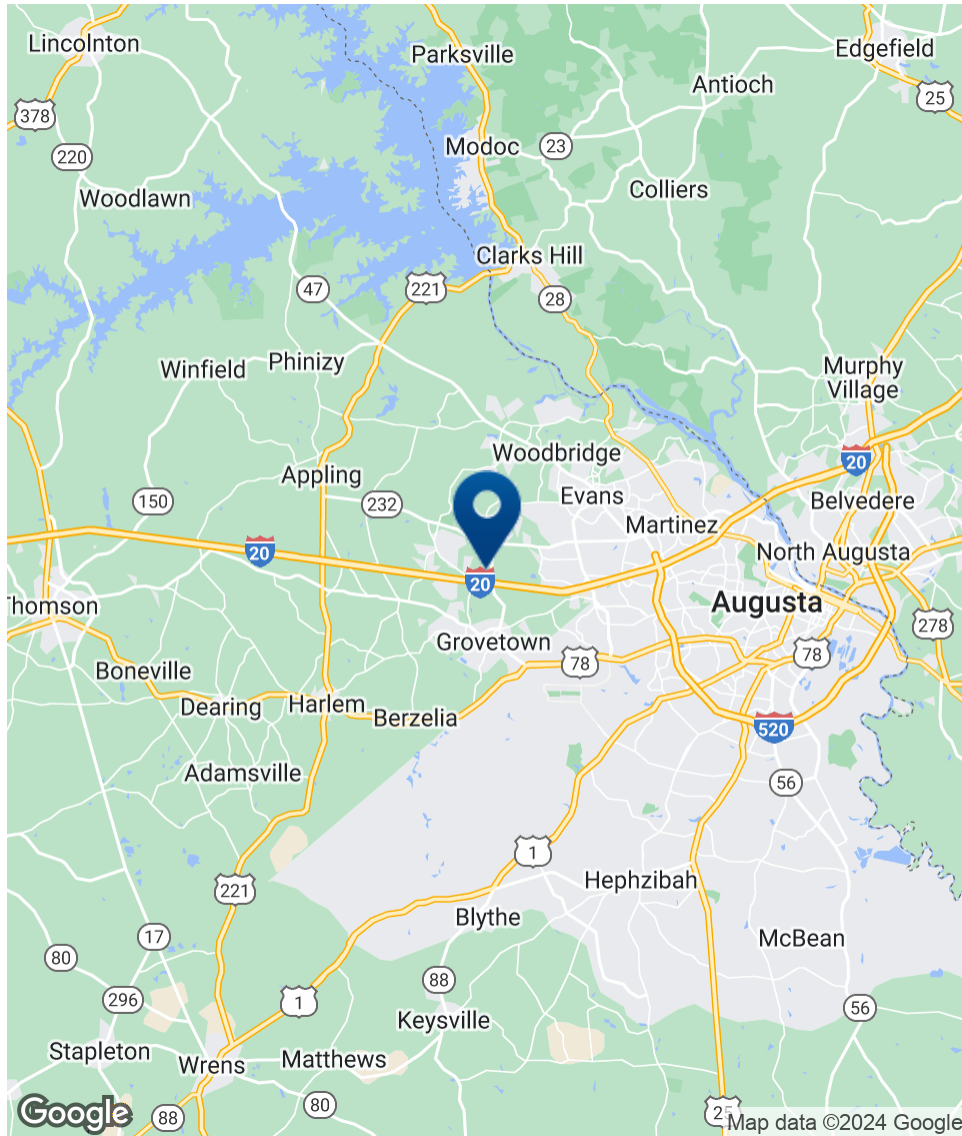 Lincolnton
Parksville
Edgefield
Antioch
25
378
Modoc
23
220
Colliers
Woodlawn
Clarks Hill
47
221
28
Winfield
Phinizy
Murphy
Village
Woodbridge
20
Appling
Evans
150
232
Belvedere
Martinez
20
North Augusta
20
Thomson
Augusta
278
Grovetown
78
78
Boneville
Dearing
Harlem
Berzelia
520
Adamsville
56
1
221
Hephzibah
Blythe
17
McBean
80
88
296
1
56
Keysville
Stapleton
Wrens
Matthews
Google
88
80
25
Map data ©2024 Google